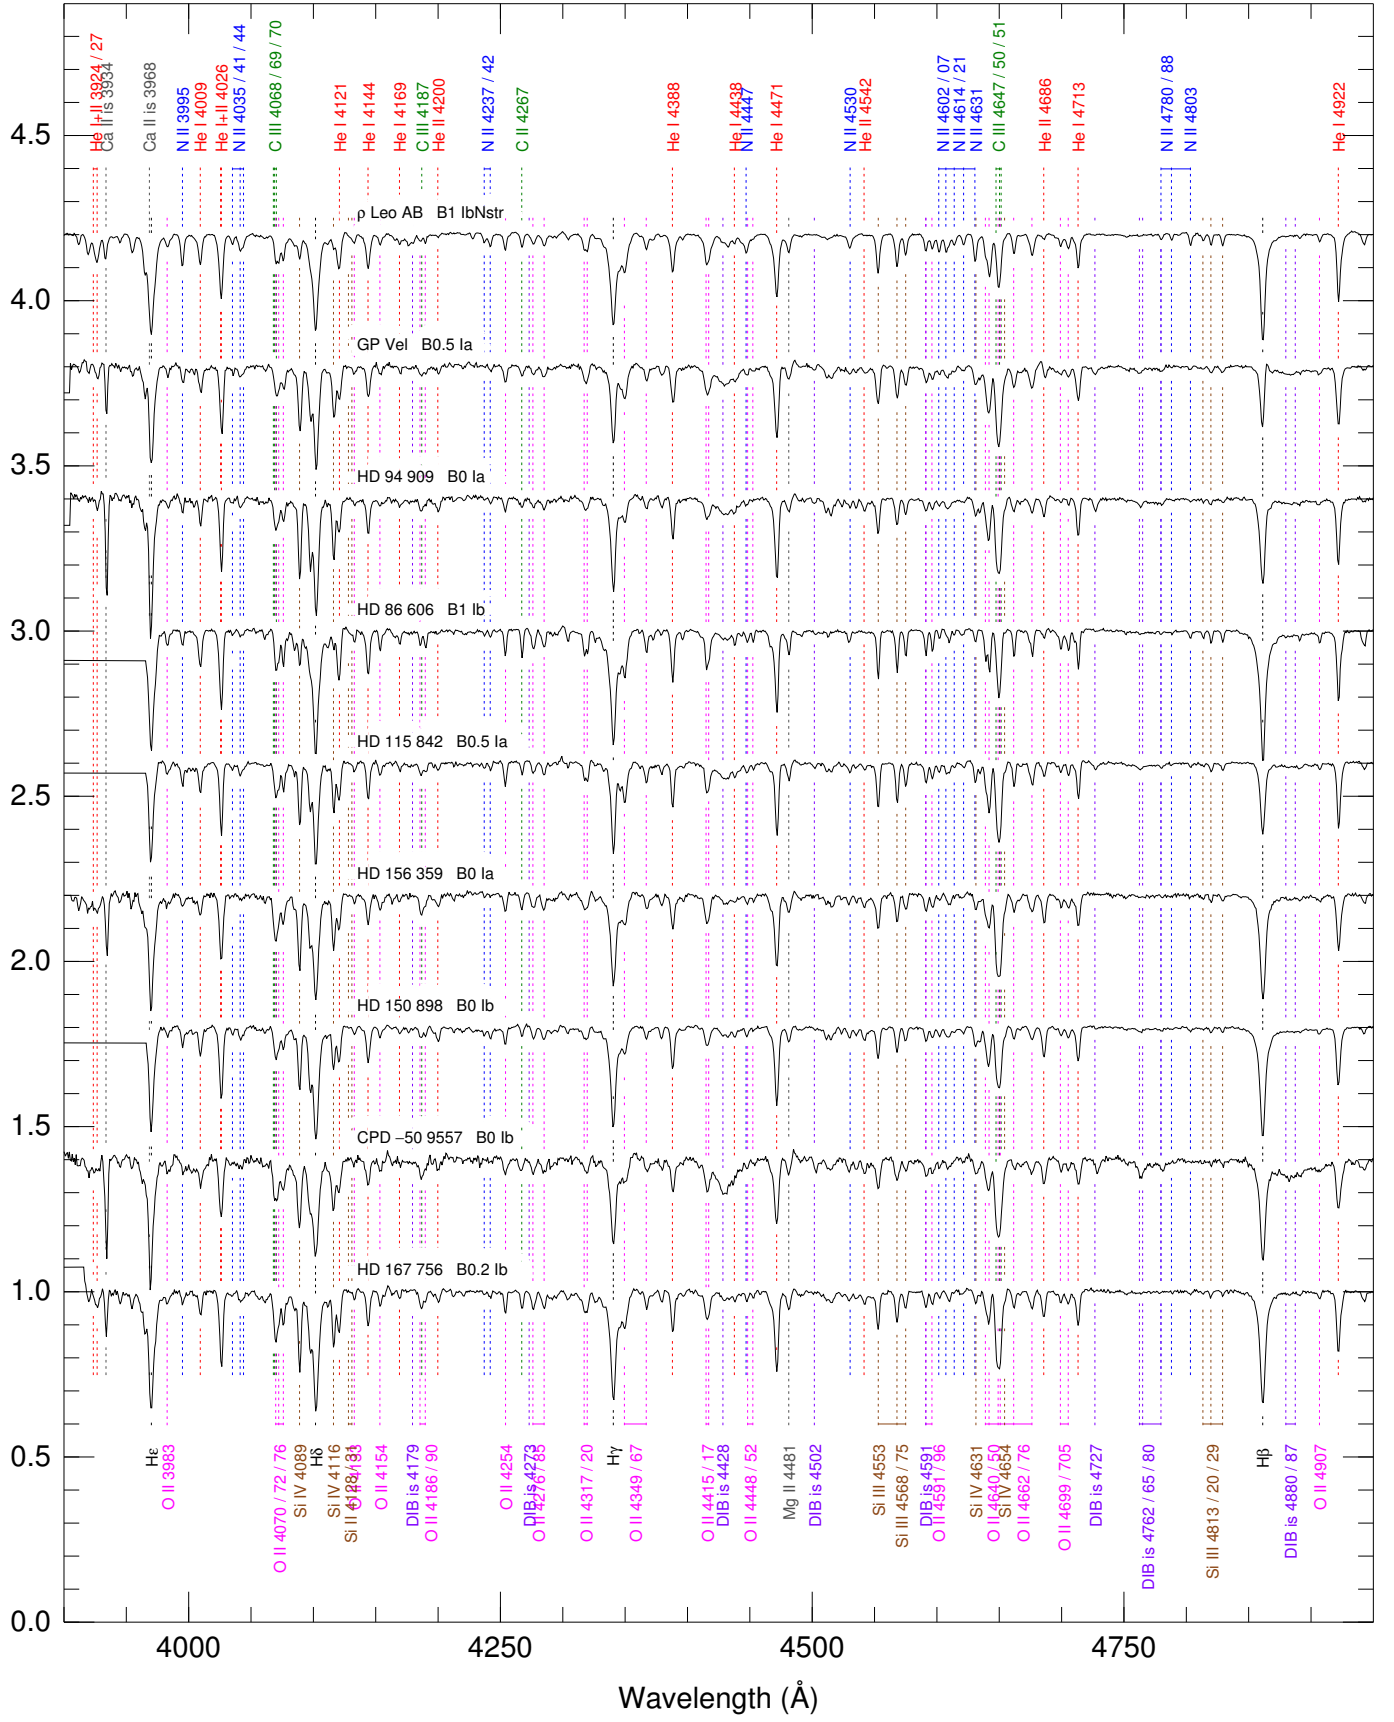 He I+II 3924 / 27
Ca II is 3934
Ca II is 3968
N II 3995
He I 4009
He I+II 4026
N II 4035 / 41 / 44
C III 4068 / 69 / 70
He I 4121
He I 4144
He I 4169
C III 4187
He II 4200
N II 4237 / 42
C II 4267
He I 4388
He I 4438
N II 4447
He I 4471
N II 4530
He II 4542
N II 4602 / 07
N II 4614 / 21
N II 4631
C III 4647 / 50 / 51
He II 4686
He I 4713
N II 4780 / 88
N II 4803
He I 4922
4.5
ρ Leo AB B1 IbNstr
4.0
GP Vel B0.5 Ia
3.5
HD 94 909 B0 Ia
HD 86 606 B1 Ib
3.0
HD 115 842 B0.5 Ia
2.5
HD 156 359 B0 Ia
2.0
HD 150 898 B0 Ib
1.5
CPD −50 9557 B0 Ib
HD 167 756 B0.2 Ib
1.0
0.5
0.0
Hε
O II 3983
O II 4070 / 72 / 76
Si IV 4089
Hδ
Si IV 4116
Si II 4128 / 31
O II 4133
O II 4154
DIB is 4179
O II 4186 / 90
O II 4254
DIB is 4273
O II 4276 / 85
O II 4317 / 20
Hγ
O II 4349 / 67
O II 4415 / 17
DIB is 4428
O II 4448 / 52
Mg II 4481
DIB is 4502
Si III 4553
Si III 4568 / 75
DIB is 4591
O II 4591 / 96
Si IV 4631
O II 4640 / 50
Si IV 4654
O II 4662 / 76
O II 4699 / 705
DIB is 4727
DIB is 4762 / 65 / 80
Si III 4813 / 20 / 29
Hβ
DIB is 4880 / 87
O II 4907
4000
4250
4500
4750
Wavelength (Å)